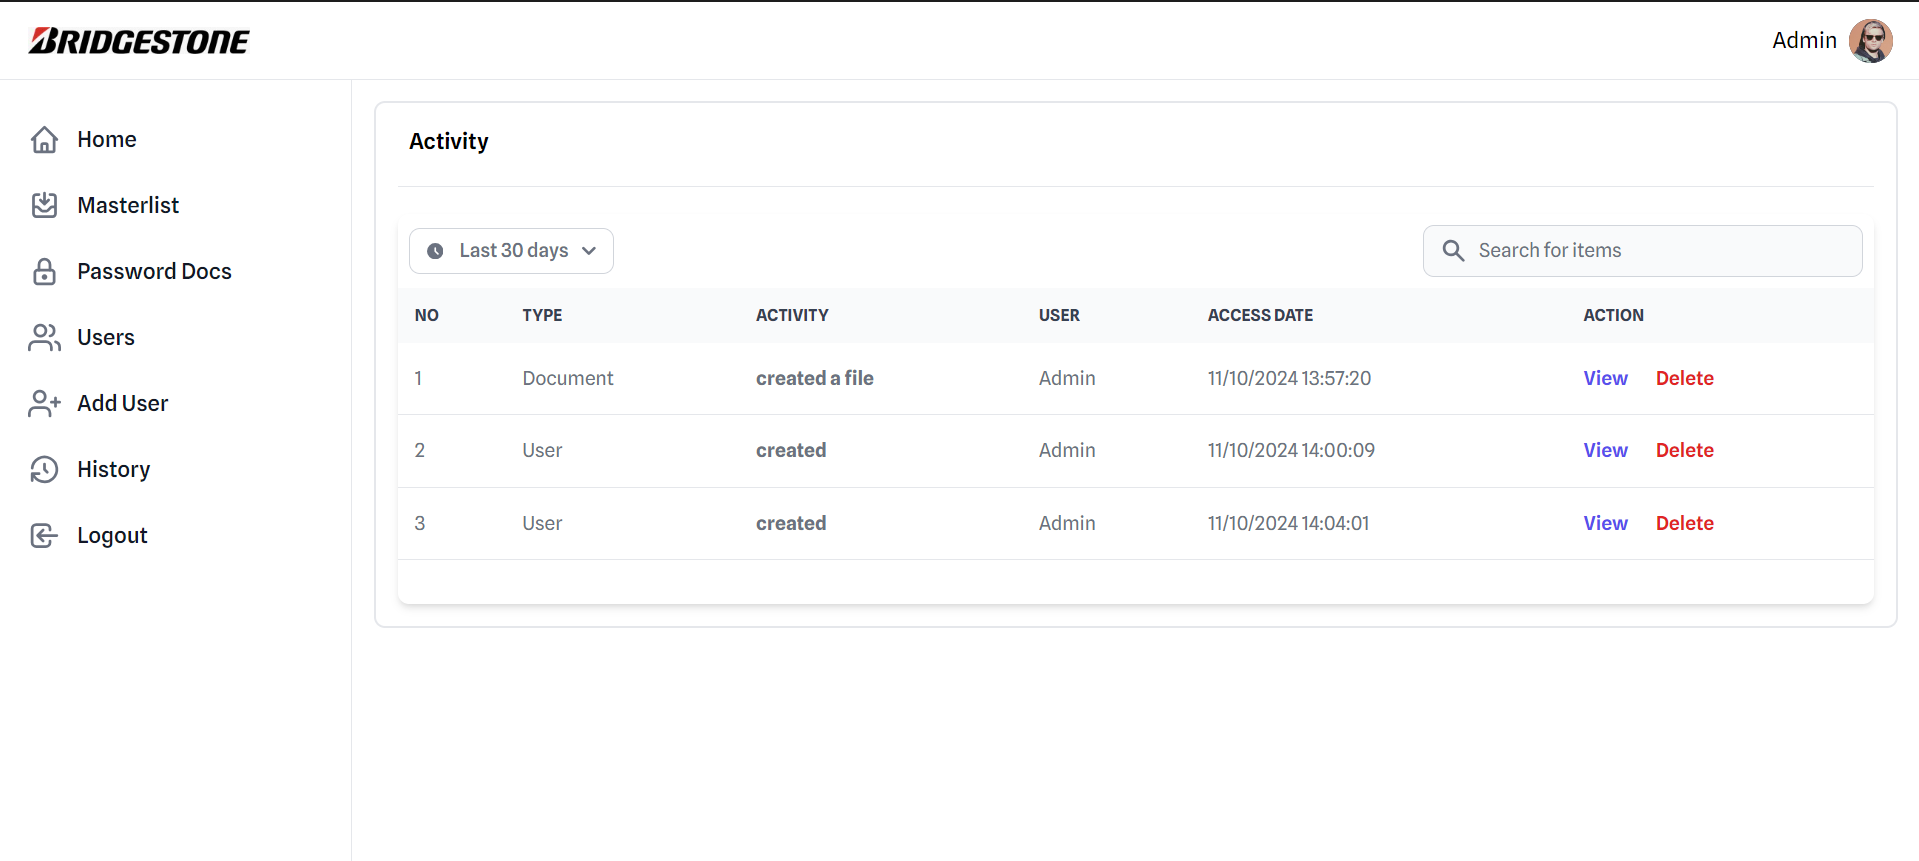 BRIDGESTONE
Admin
Home
Masterlist
Password Docs
Users
Add User
History
Logout
Activity
Last 30 days
Search for items
NO TYPE ACTIVITY USER ACCESS DATE ACTION
1 Document created a file Admin 11/10/2024 13:57:20 View Delete
2 User created Admin 11/10/2024 14:00:09 View Delete
3 User created Admin 11/10/2024 14:04:01 View Delete